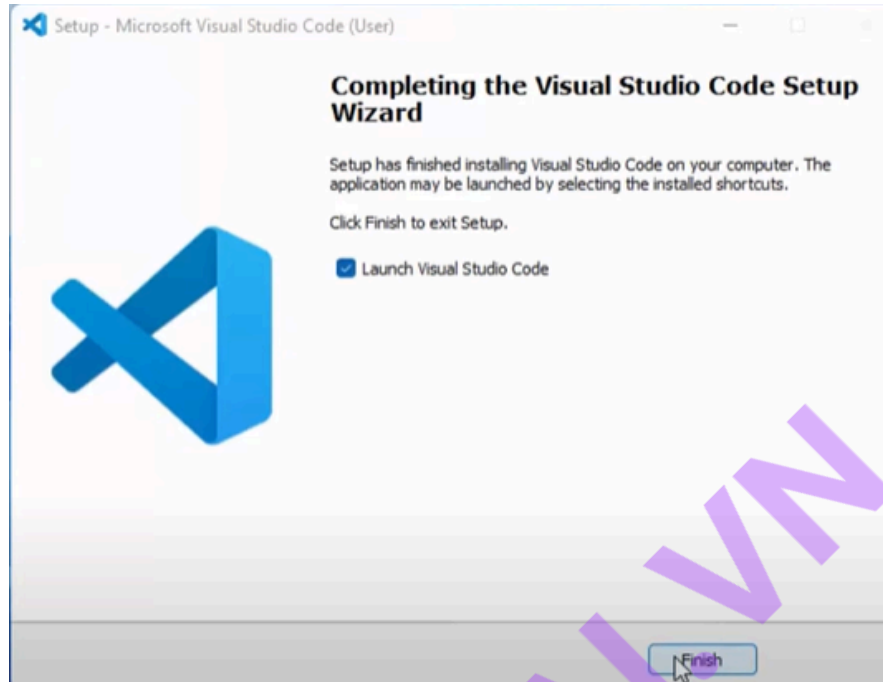 Setup - Microsoft Visual Studio Code (User)
Completing the Visual Studio Code Setup
Wizard
Setup has finished installing Visual Studio Code on your computer. The
application may be launched by selecting the installed shortcuts.
Click Finish to exit Setup.
Launch Visual Studio Code
VN
Finish